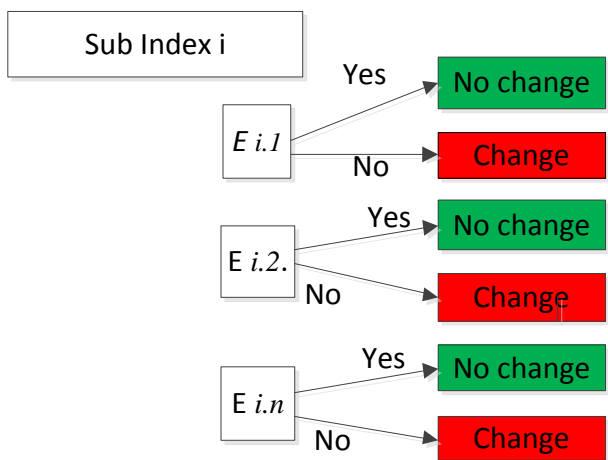 Sub Index i
Yes
No change
E i.1
No
Change
Yes
No change
E i.2.
No
Change
Yes
No change
E i.n
No
Change